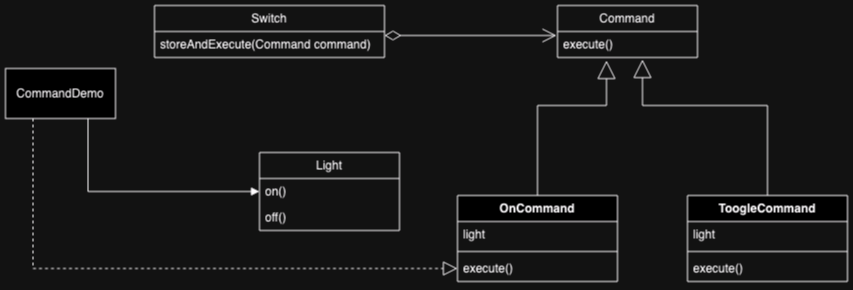 Switch
storeAndExecute(Command command)
Command
execute()
CommandDemo
Light
on()
off()
OnCommand
light
execute()
ToogleCommand
light
execute()